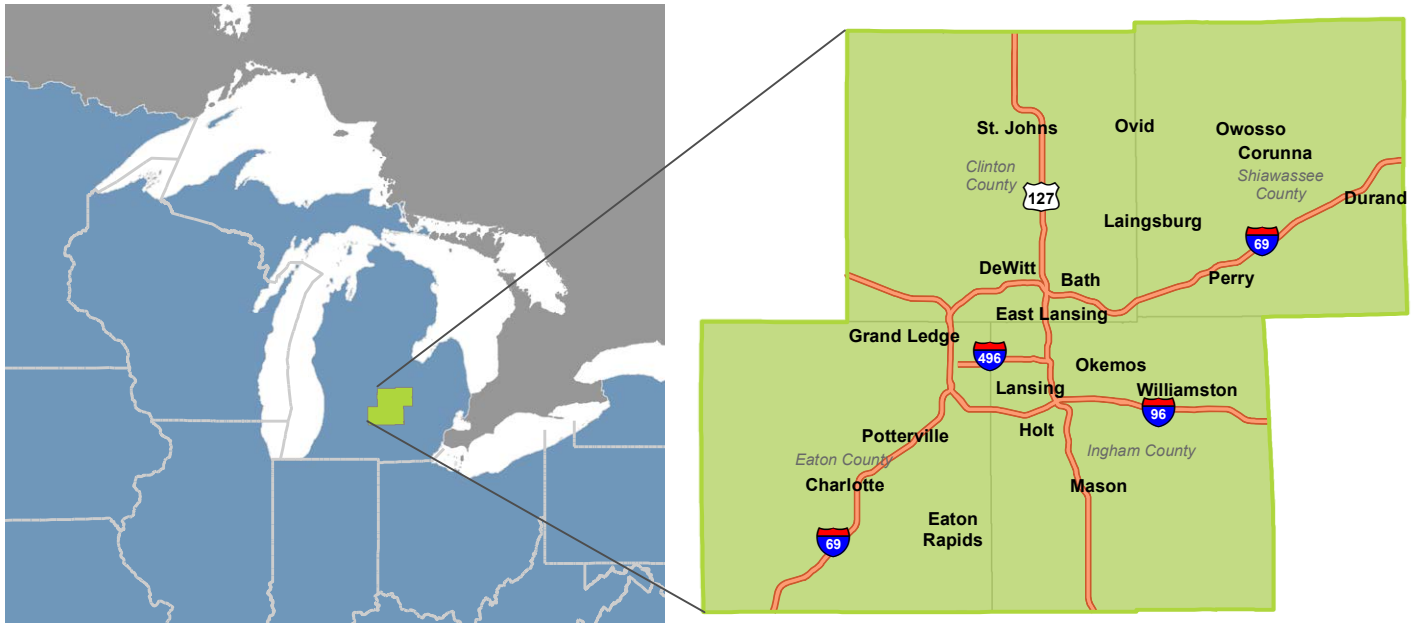 St. Johns
Ovid
Owosso
Corunna
Clinton
County
Shiawassee
County
127
Durand
Laingsburg
69
DeWitt
Bath
Perry
East Lansing
Grand Ledge
496
Okemos
Lansing
Williamston
96
Potterville
Holt
Eaton County
Ingham County
Charlotte
Mason
Eaton
Rapids
69